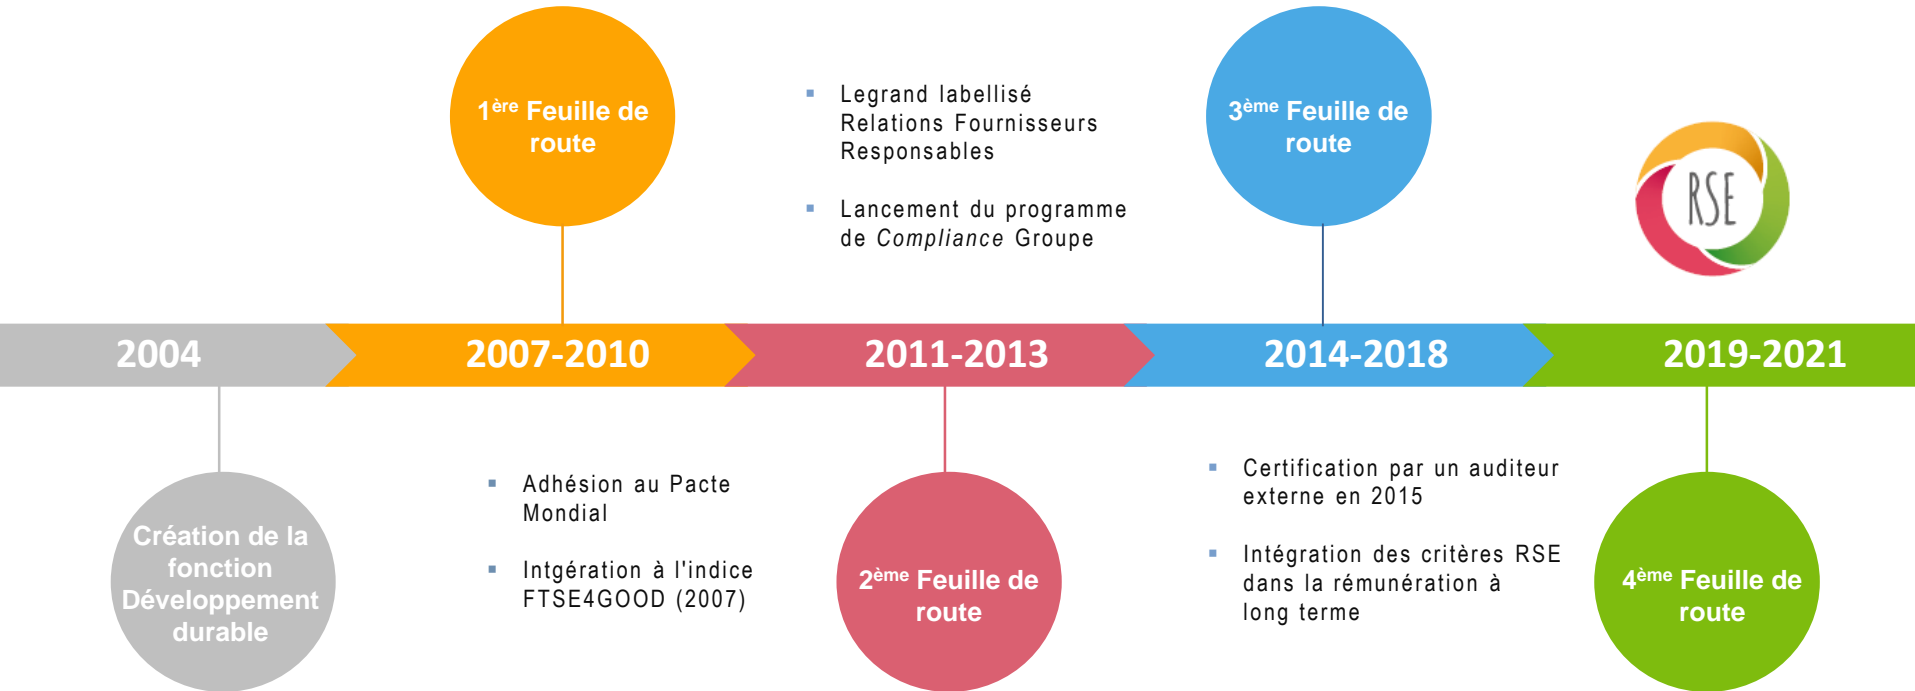 1ère Feuille de
route
Legrand labellisé
Relations Fournisseurs
Responsables
Lancement du programme
de Compliance Groupe
3ème Feuille de
route
RSE
2004
2007-2010
2011-2013
2014-2018
2019-2021
Création de la
fonction
Développement
durable
Adhésion au Pacte
Mondial
Intgération à l'indice
FTSE4GOOD (2007)
2ème Feuille de
route
Certification par un auditeur
externe en 2015
Intégration des critères RSE
dans la rémunération à
long terme
4ème Feuille de
route